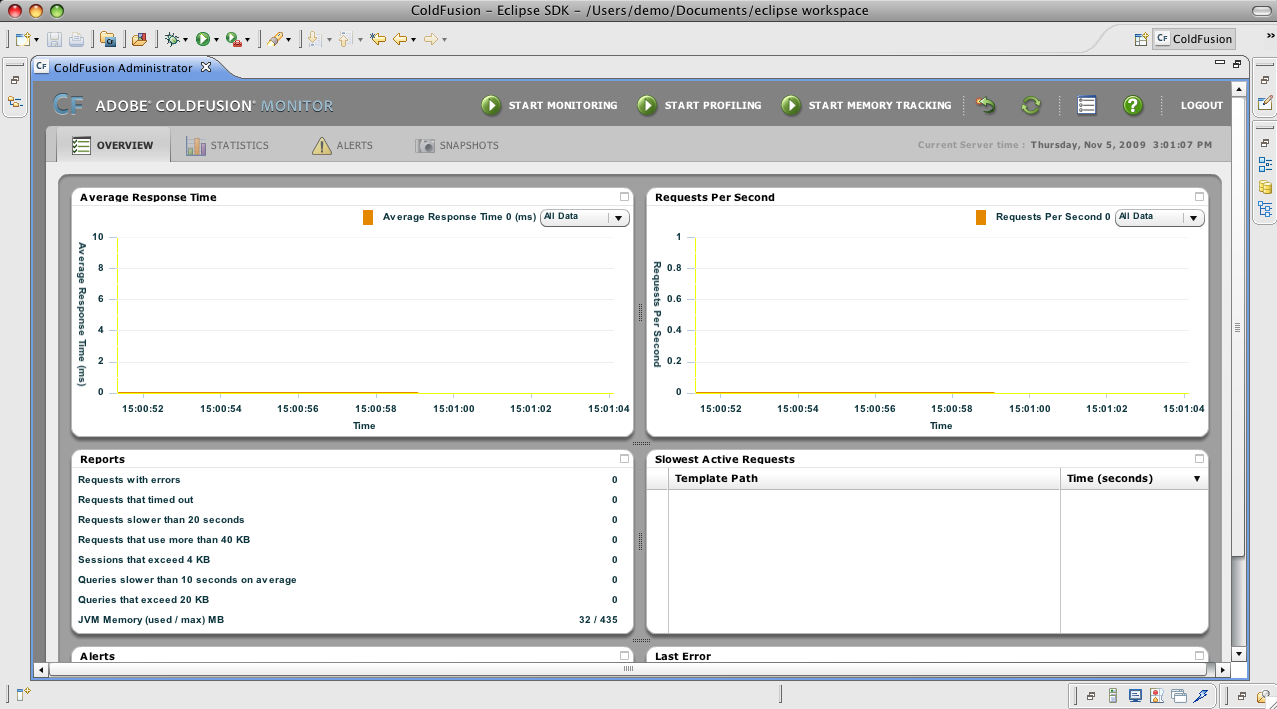 ColdFusion – Eclipse SDK – /Users/demo/Documents/eclipse workspace
CF ColdFusion
CF ColdFusion Administrator
CF ADOBE® COLDFUSION® MONITOR
START MONITORING
START PROFILING
START MEMORY TRACKING
LOGOUT
OVERVIEW
STATISTICS
ALERTS
SNAPSHOTS
Current Server time : Thursday, Nov 5, 2009 3:01:07 PM
Average Response Time
Average Response Time 0 (ms) All Data
Average Response Time (ms)
10
8
6
4
2
0
15:00:52 15:00:54 15:00:56 15:00:58 15:01:00 15:01:02 15:01:04
Time
Requests Per Second
Requests Per Second 0 All Data
Requests Per Second
1
0.8
0.6
0.4
0.2
0
15:00:52 15:00:54 15:00:56 15:00:58 15:01:00 15:01:02 15:01:04
Time
Reports
Requests with errors 0
Requests that timed out 0
Requests slower than 20 seconds 0
Requests that use more than 40 KB 0
Sessions that exceed 4 KB 0
Queries slower than 10 seconds on average 0
Queries that exceed 20 KB 0
JVM Memory (used / max) MB 32 / 435
Slowest Active Requests
Template Path Time (seconds)
Alerts
Last Error